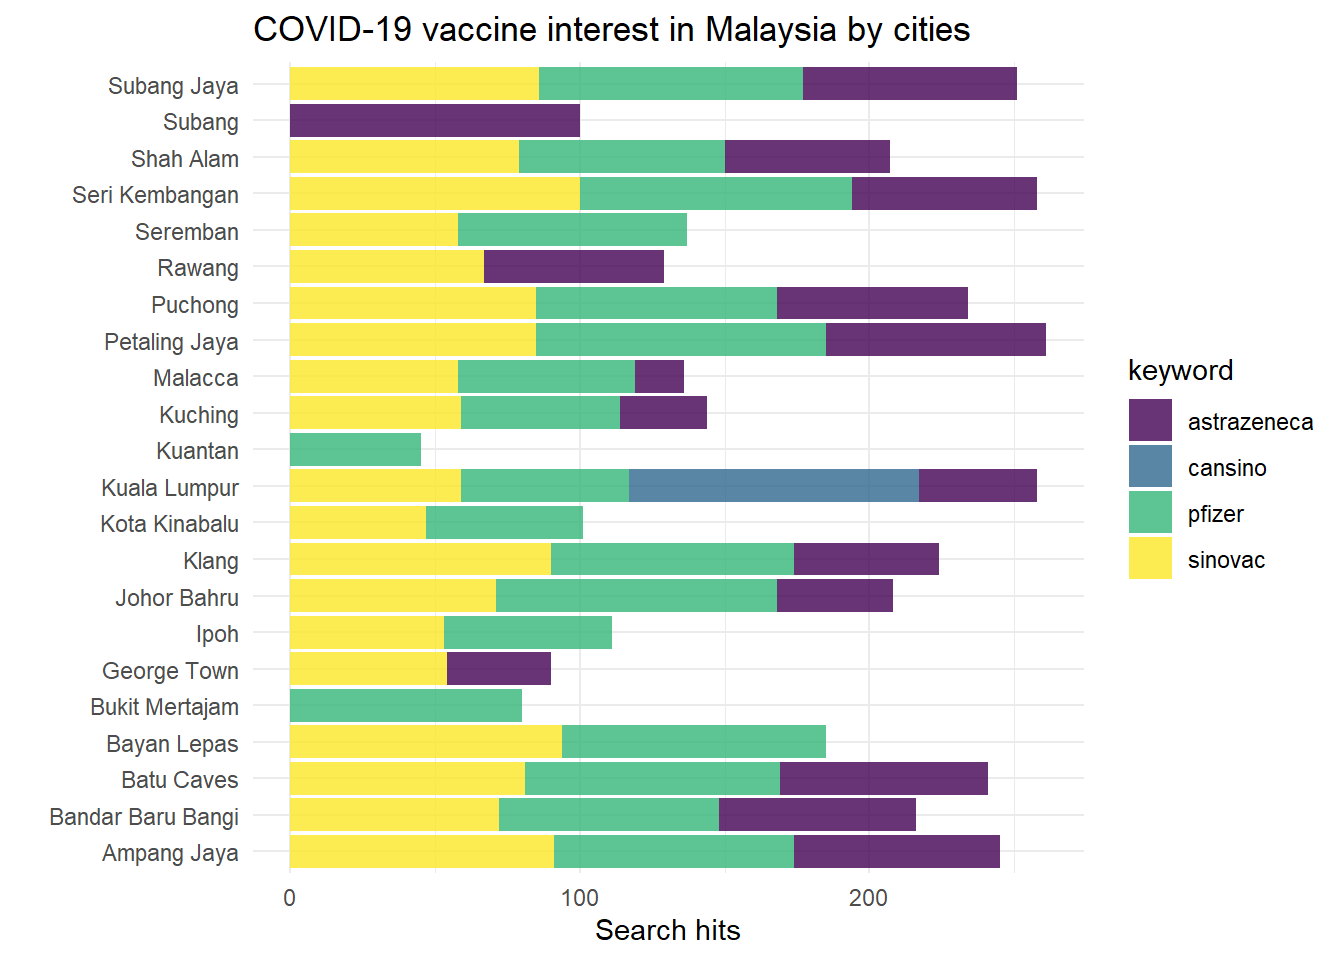 COVID-19 vaccine interest in Malaysia by cities
Subang Jaya
Subang
Shah Alam
Seri Kembangan
Seremban
Rawang
Puchong
Petaling Jaya
Malacca
Kuching
Kuantan
Kuala Lumpur
Kota Kinabalu
Klang
Johor Bahru
Ipoh
George Town
Bukit Mertajam
Bayan Lepas
Batu Caves
Bandar Baru Bangi
Ampang Jaya
0 100 200
Search hits
keyword
astrazeneca
cansino
pfizer
sinovac